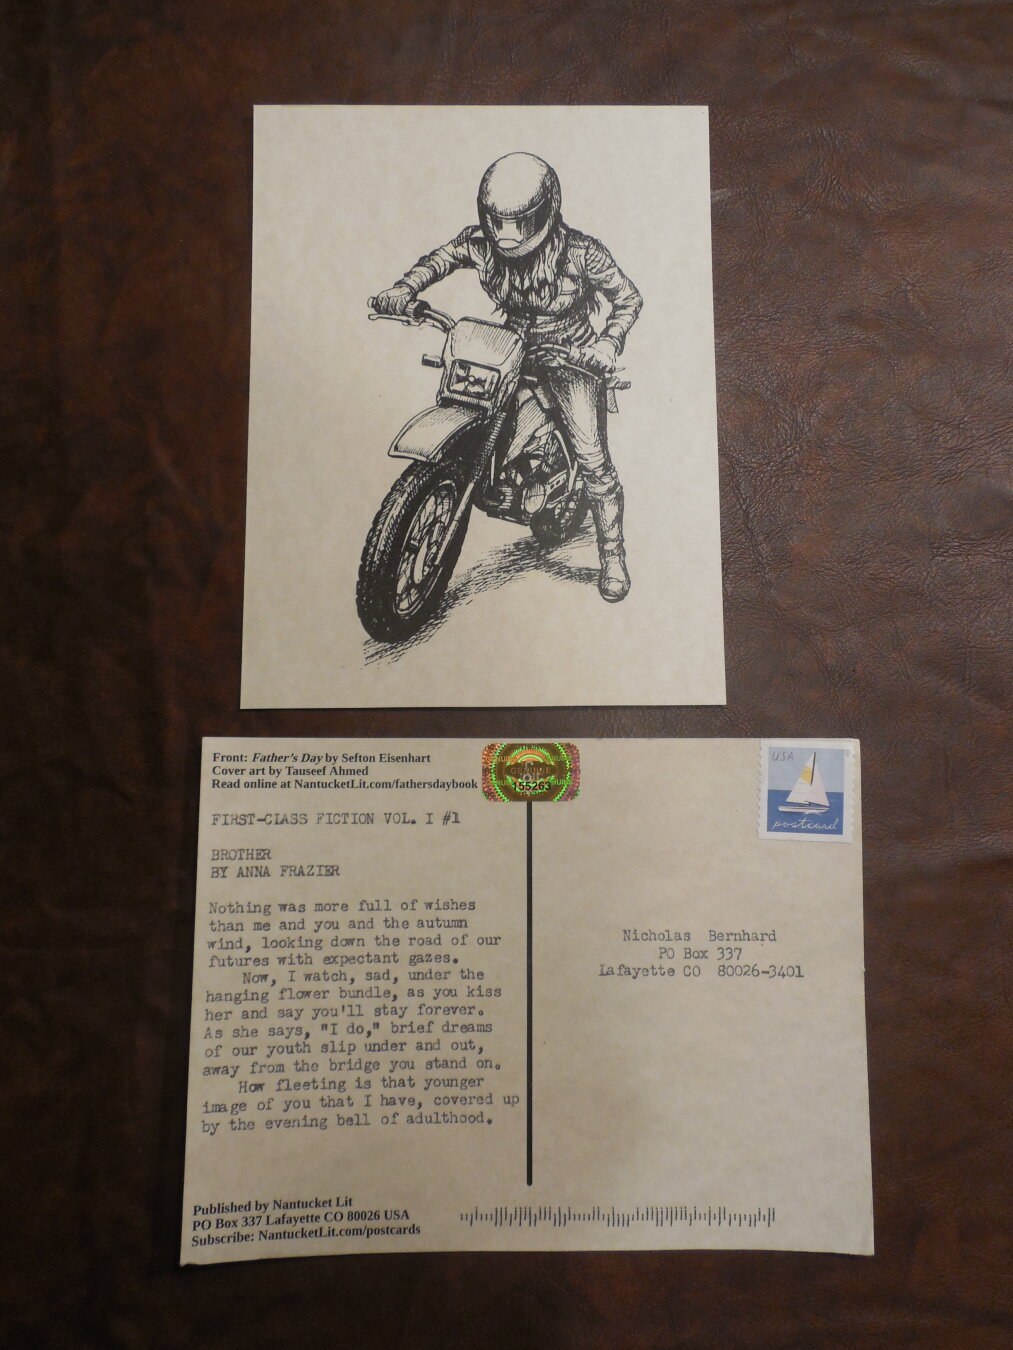 Front: Father's Day by Sefton Eisenhart
Cover art by Tauseef Ahmed
Read online at NantucketLit.com/fathersdaybook
155263
USA
postcard
FIRST-CLASS FICTION VOL. I #1
BROTHER
BY ANNA FRAZIER
Nothing was more full of wishes
than me and you and the autumn
wind, looking down the road of our
futures with expectant gazes.
Now, I watch, sad, under the
hanging flower bundle, as you kiss
her and say you'll stay forever.
As she says, "I do," brief dreams
of our youth slip under and out,
away from the bridge you stand on.
How fleeting is that younger
image of you that I have, covered up
by the evening bell of adulthood.
Nicholas Bernhard
PO Box 337
Lafayette CO 80026-3401
Published by Nantucket Lit
PO Box 337 Lafayette CO 80026 USA
Subscribe: NantucketLit.com/postcards